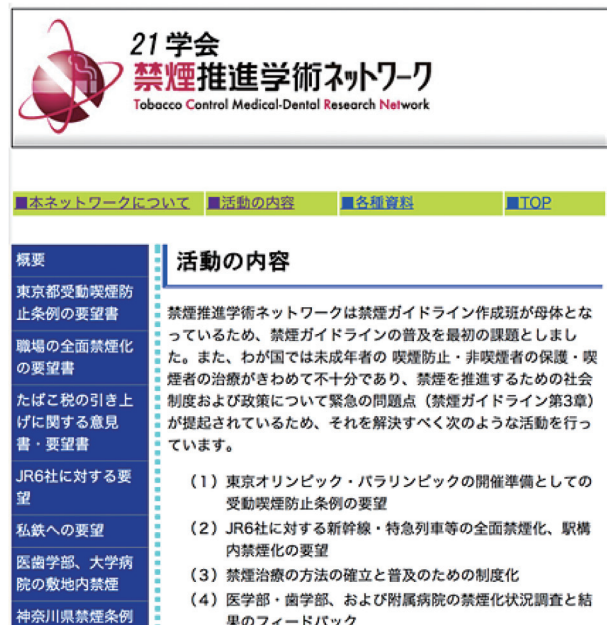 21学会
禁煙推進学術ネットワーク
Tobacco Control Medical-Dental Research Network
■本ネットワークについて ■活動の内容 ■各種資料 ■TOP
概要
東京都受動喫煙防
止条例の要望書
職場の全面禁煙化
の要望書
たばこ税の引き上
げに関する意見
書・要望書
JR6社に対する要
望
私鉄への要望
医歯学部、大学病
院の敷地内禁煙
神奈川県禁煙条例
活動の内容
禁煙推進学術ネットワークは禁煙ガイドライン作成班が母体とな
っているため、禁煙ガイドラインの普及を最初の課題としまし
た。また、わが国では未成年者の 喫煙防止・非喫煙者の保護・喫
煙者の治療がきわめて不十分であり、禁煙を推進するための社会
制度および政策について緊急の問題点（禁煙ガイドライン第3章）
が提起されているため、それを解決すべく次のような活動を行っ
ています。
（1）東京オリンピック・パラリンピックの開催準備としての
受動喫煙防止条例の要望
（2）JR6社に対する新幹線・特急列車等の全面禁煙化、駅構
内禁煙化の要望
（3）禁煙治療の方法の確立と普及のための制度化
（4）医学部・歯学部、および附属病院の禁煙化状況調査と結
果のフィードバック